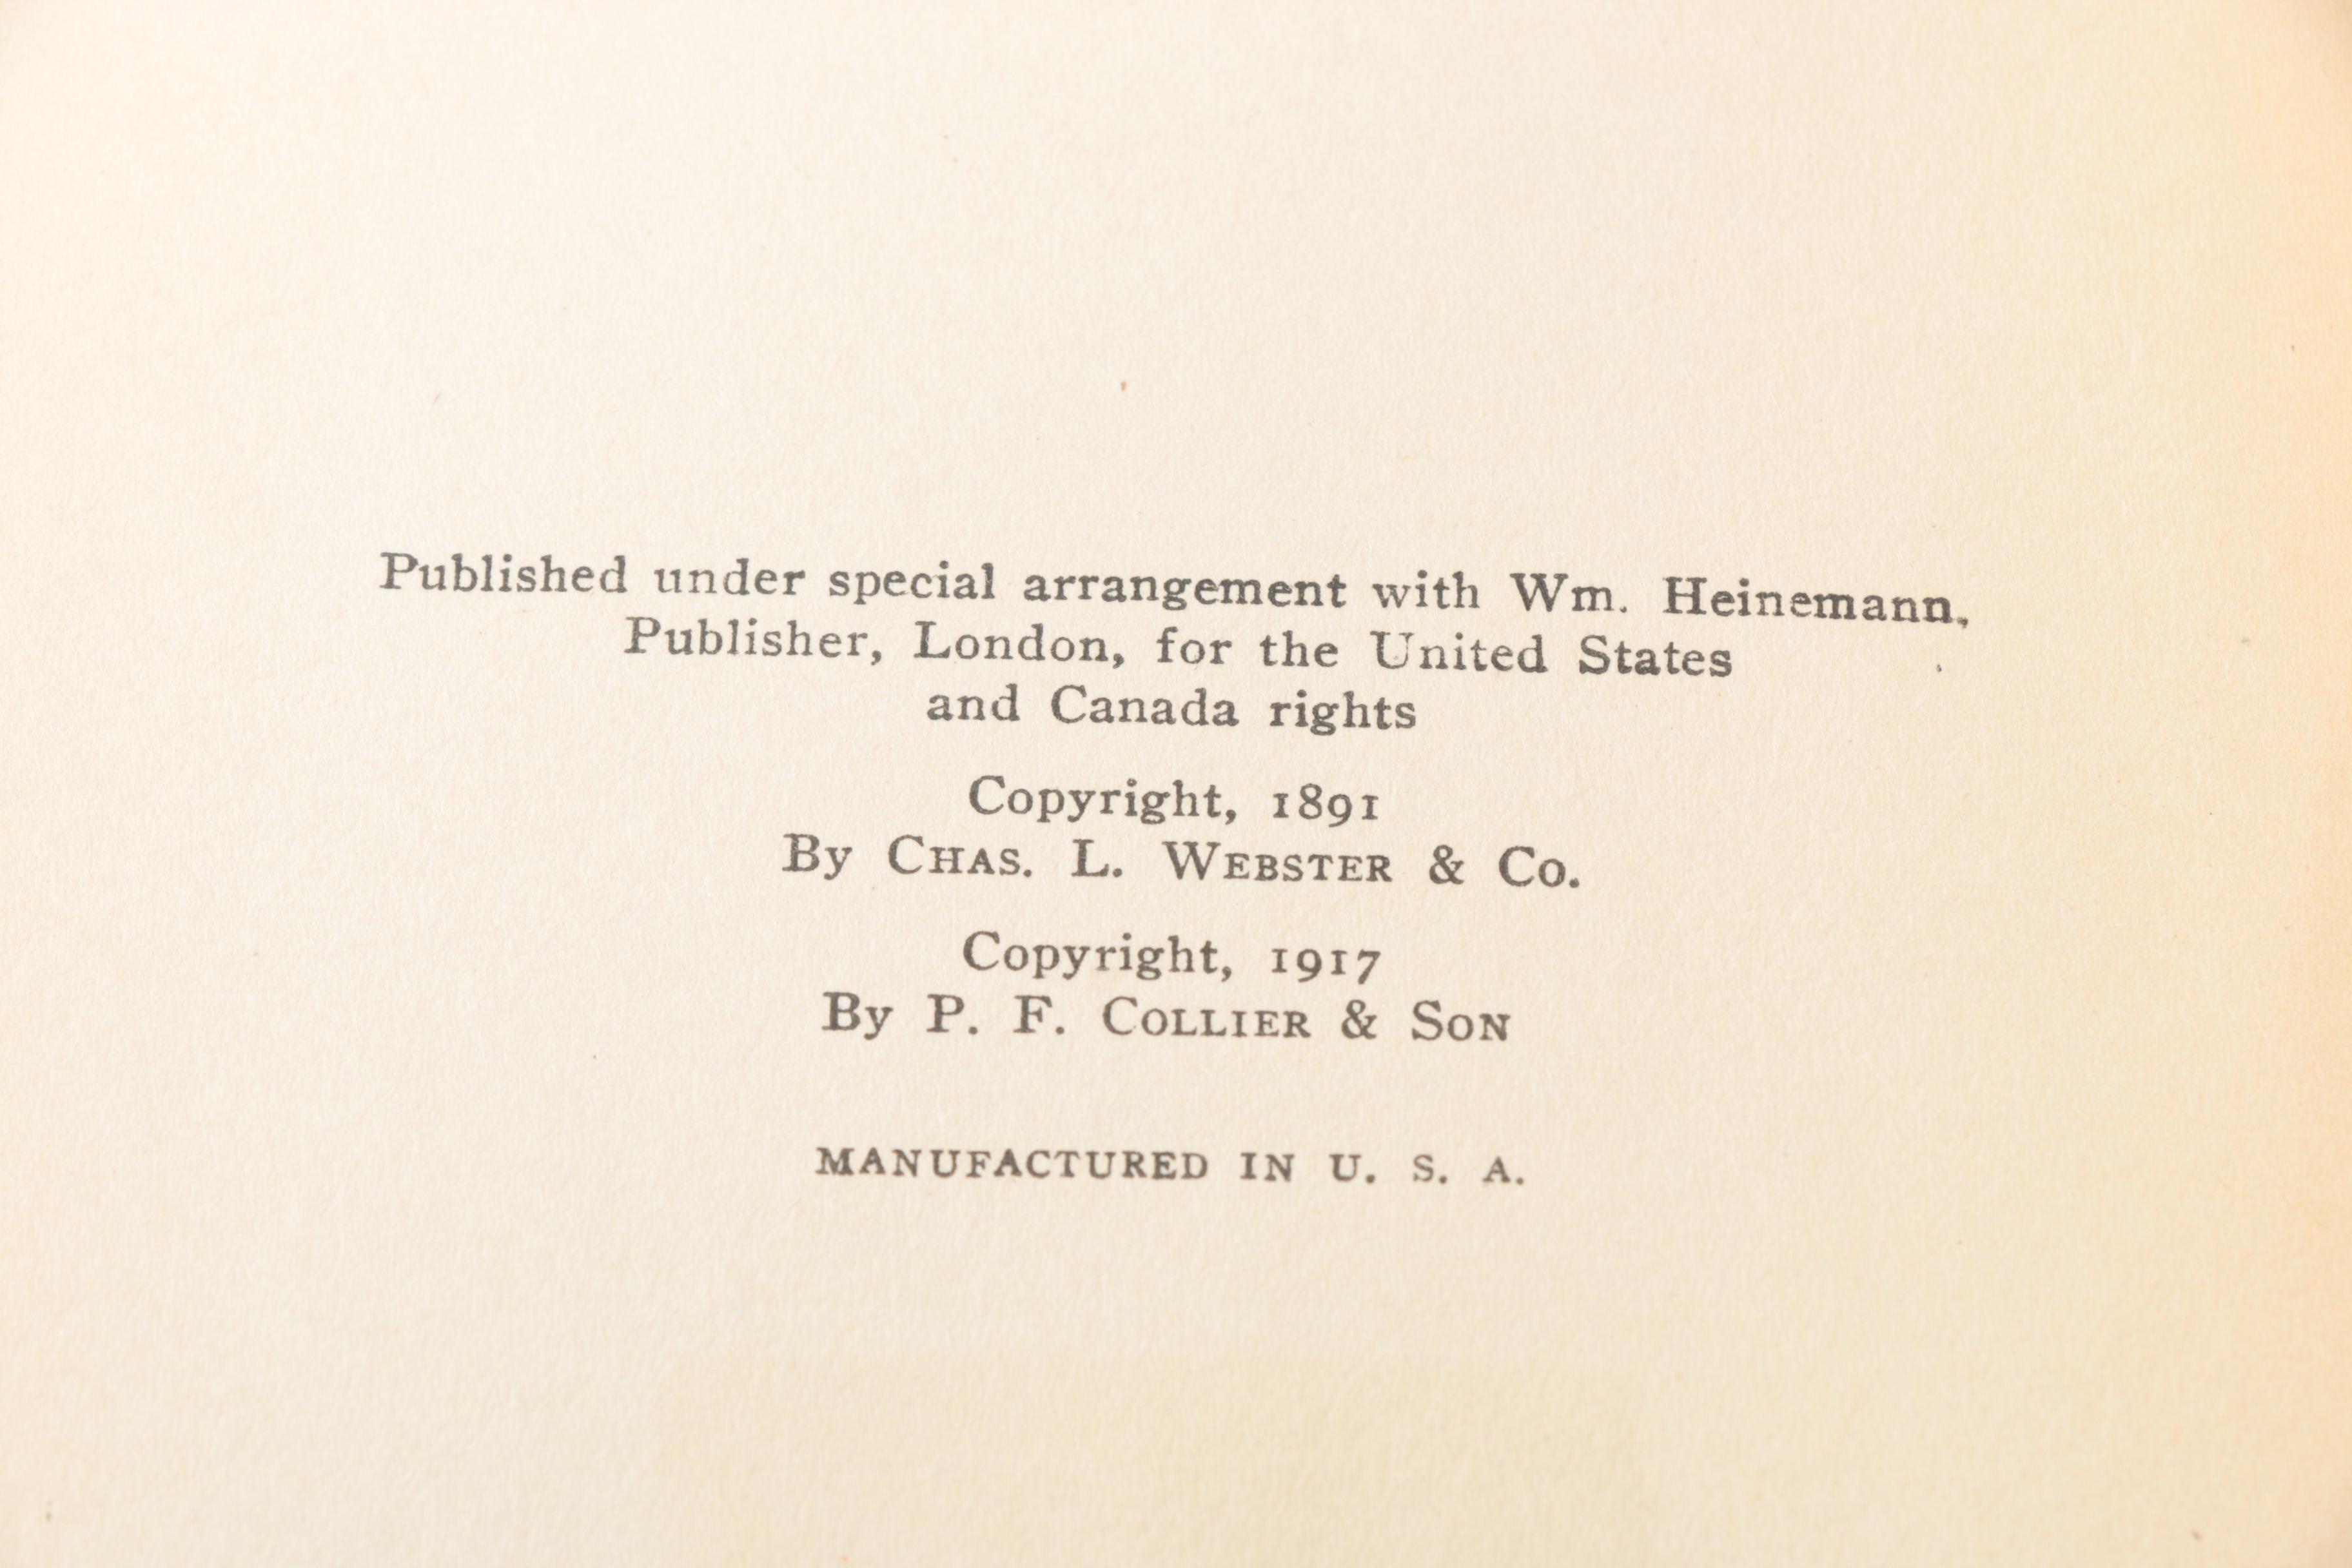 Published under special arrangement with Wm. Heinemann,
Publisher, London, for the United States
and Canada rights
Copyright, 1891
By Chas. L. Webster & Co.
Copyright, 1917
By P. F. Collier & Son
MANUFACTURED IN U. S. A.